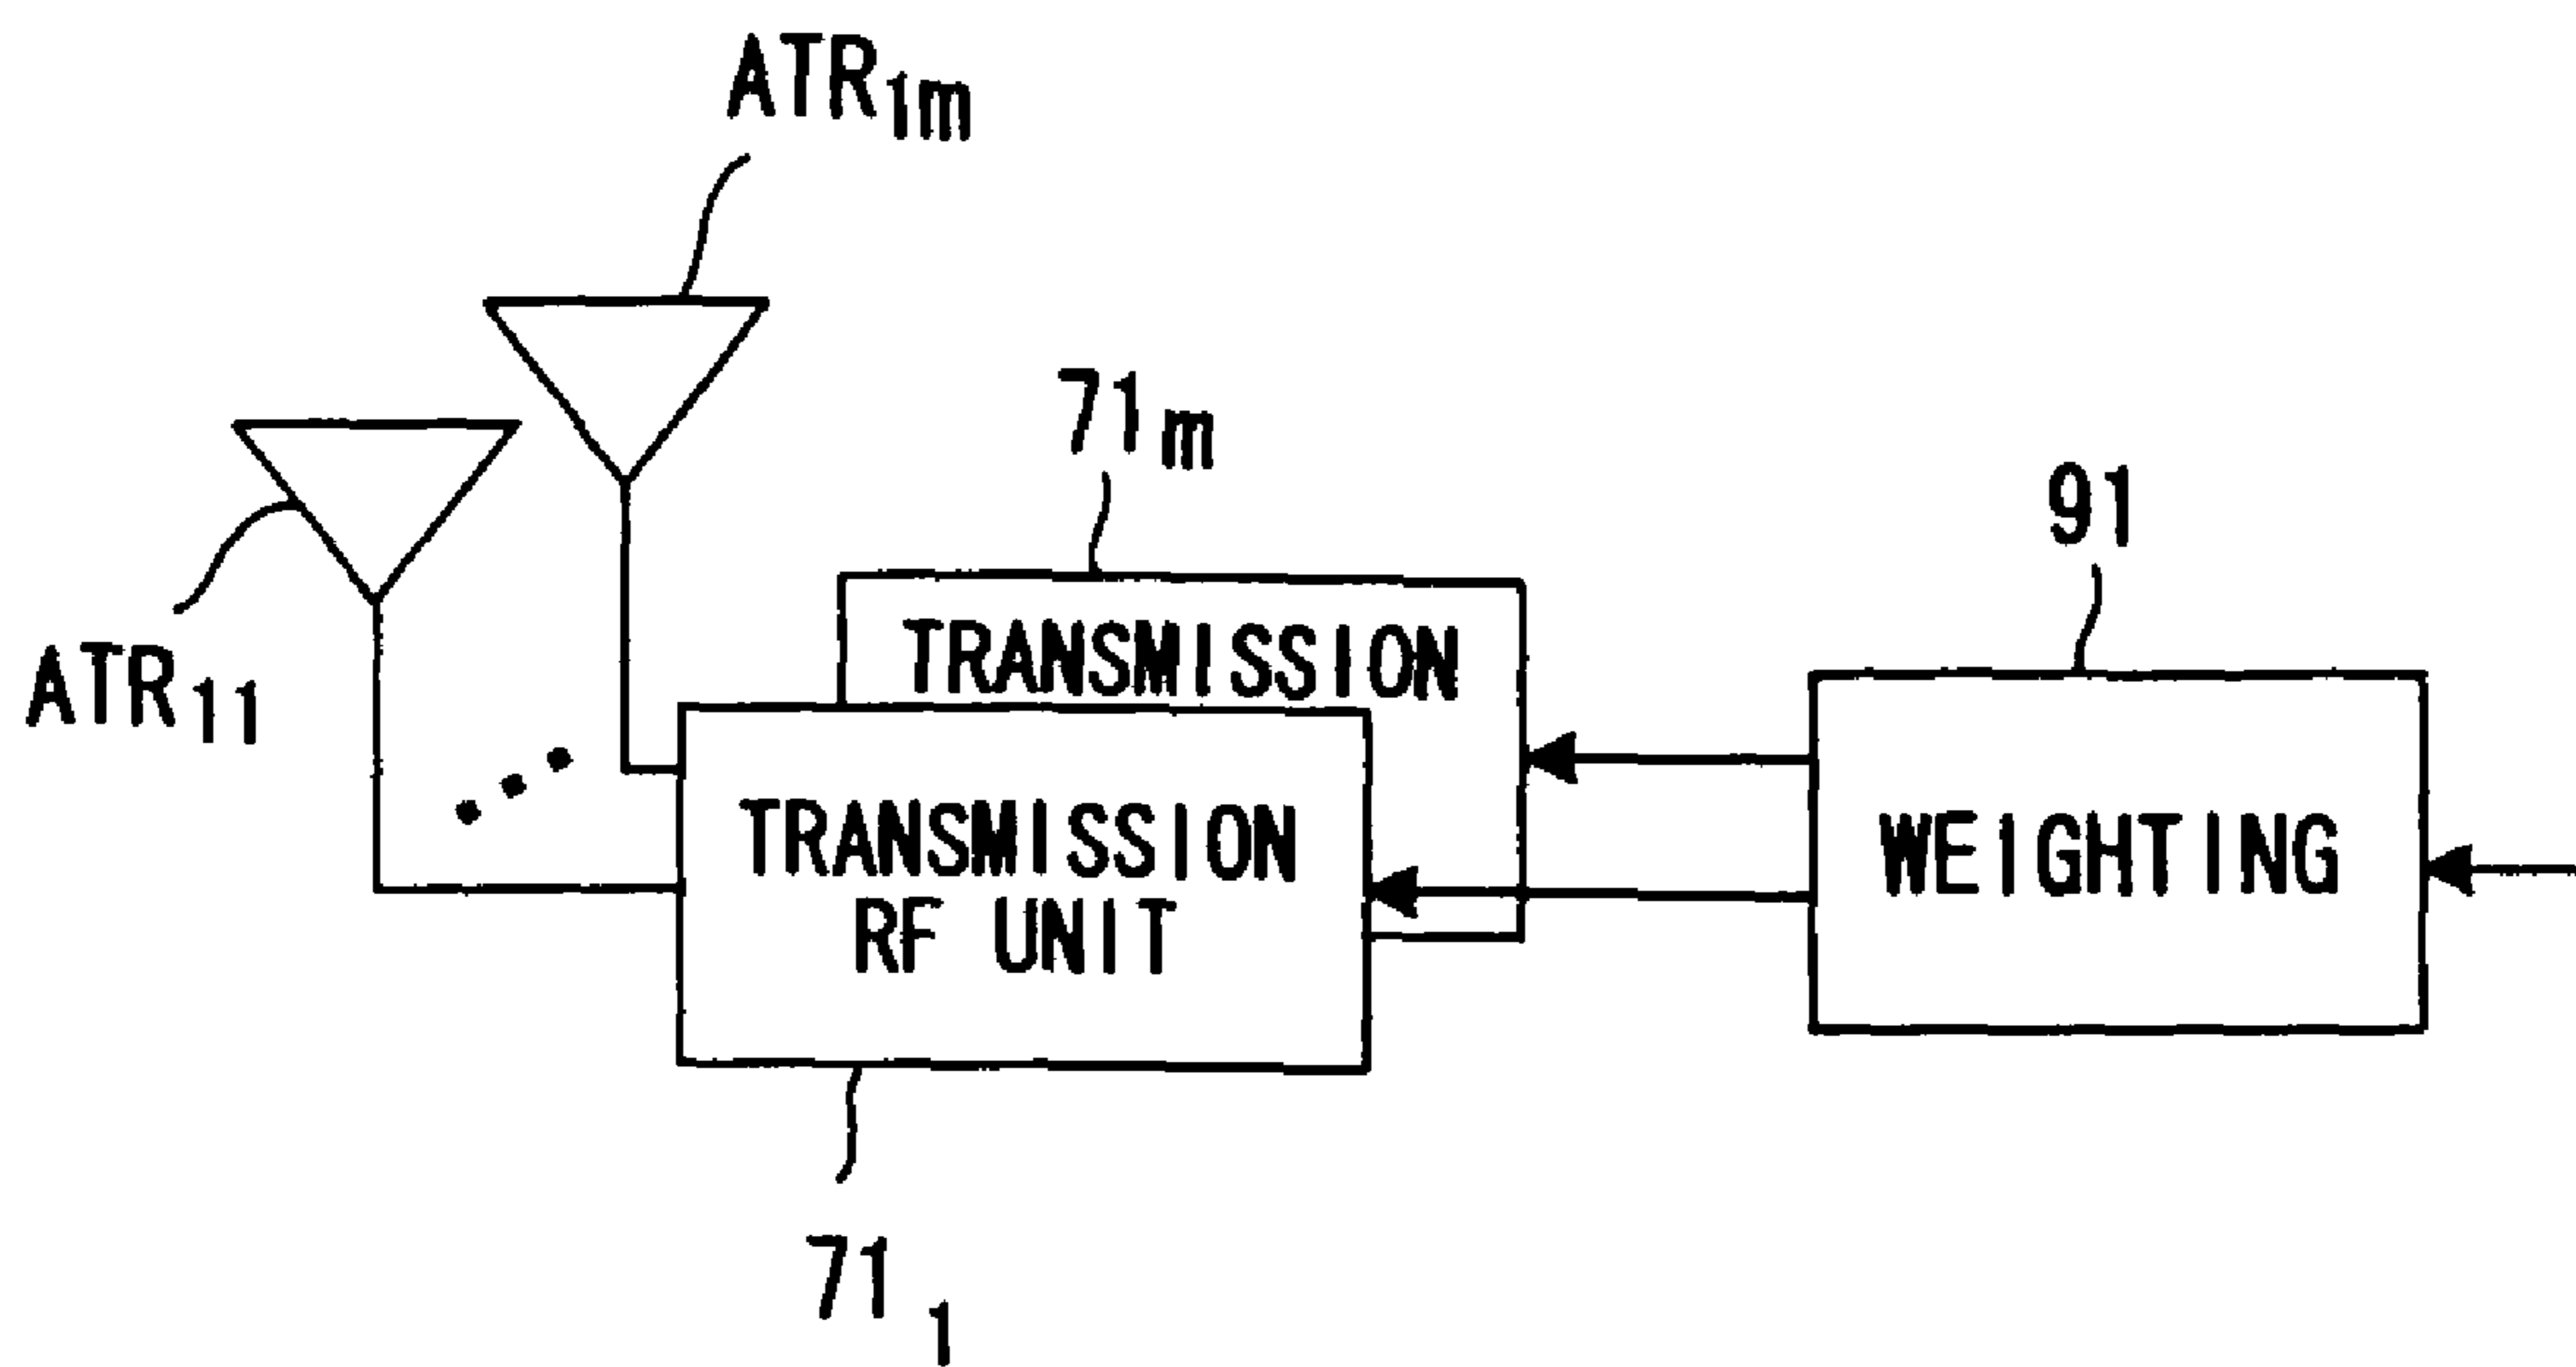 ATR1m
71m
91
ATR11
TRANSMISSION
TRANSMISSION
RF UNIT
WEIGHTING
711